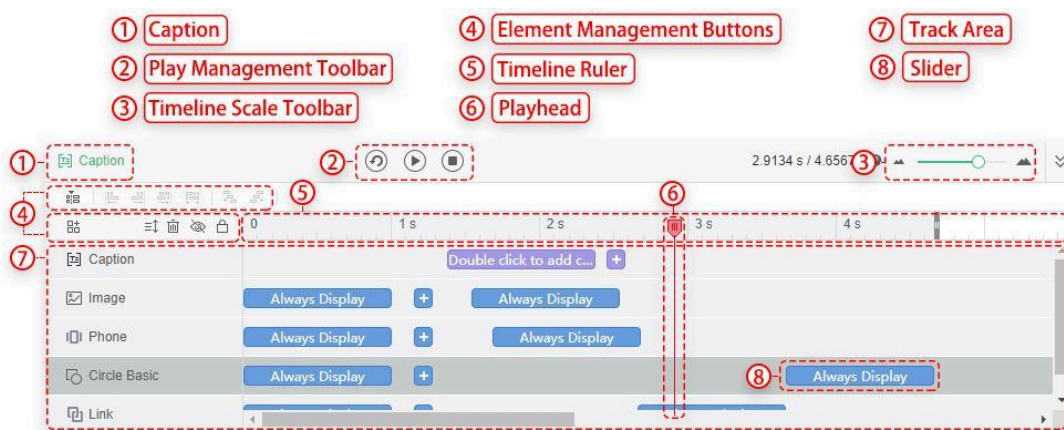 ① Caption
④ Element Management Buttons
⑦ Track Area
② Play Management Toolbar
⑤ Timeline Ruler
⑧ Slider
③ Timeline Scale Toolbar
⑥ Playhead
① Caption
②
2.9134 s / 4.6567
③
④
⑤
⑥
0 1 s 2 s 3 s 4 s
⑦
Caption Double click to add c... +
Image Always Display + Always Display
Phone Always Display + Always Display
Circle Basic Always Display + ⑧ Always Display
Link